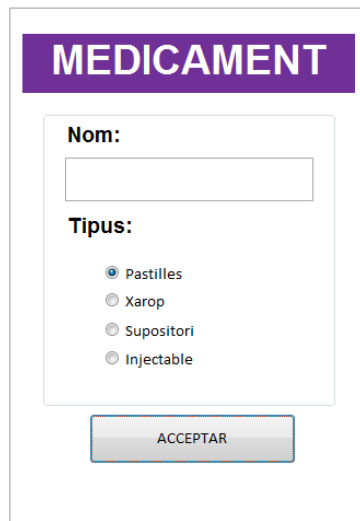 MEDICAMENT
Nom:
Tipus:
Pastilles
Xarop
Supositori
Injectable
ACCEPTAR